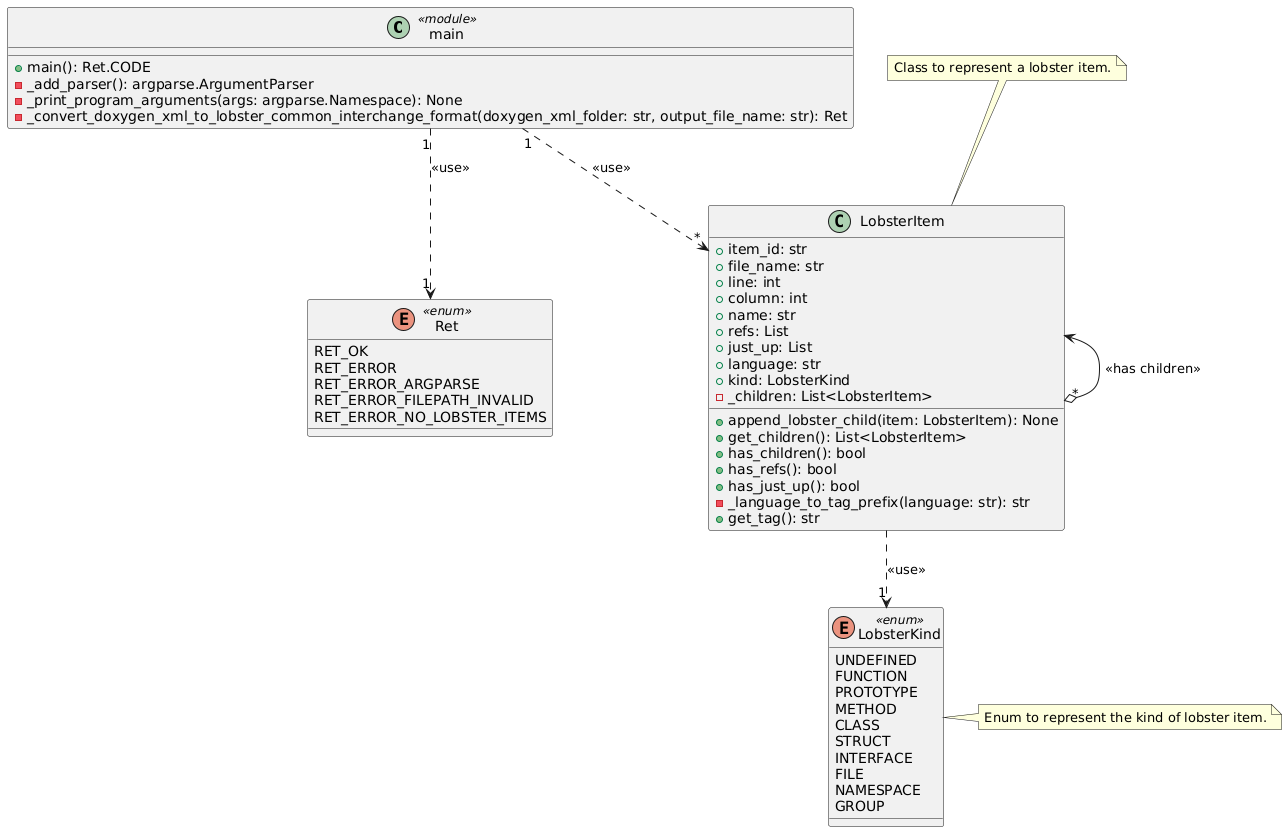 C
«module»
main
main(): Ret.CODE
_add_parser(): argparse.ArgumentParser
_print_program_arguments(args: argparse.Namespace): None
_convert_doxygen_xml_to_lobster_common_interchange_format(doxygen_xml_folder: str, output_file_name: str): Ret
Class to represent a lobster item.
1
1
«use»
«use»
*
1
C
LobsterItem
item_id: str
file_name: str
line: int
column: int
name: str
refs: List
just_up: List
language: str
kind: LobsterKind
_children: List<LobsterItem>
append_lobster_child(item: LobsterItem): None
get_children(): List<LobsterItem>
has_children(): bool
has_refs(): bool
has_just_up(): bool
_language_to_tag_prefix(language: str): str
get_tag(): str
«has children»
*
E
«enum»
Ret
RET_OK
RET_ERROR
RET_ERROR_ARGPARSE
RET_ERROR_FILEPATH_INVALID
RET_ERROR_NO_LOBSTER_ITEMS
«use»
1
E
«enum»
LobsterKind
UNDEFINED
FUNCTION
PROTOTYPE
METHOD
CLASS
STRUCT
INTERFACE
FILE
NAMESPACE
GROUP
Enum to represent the kind of lobster item.